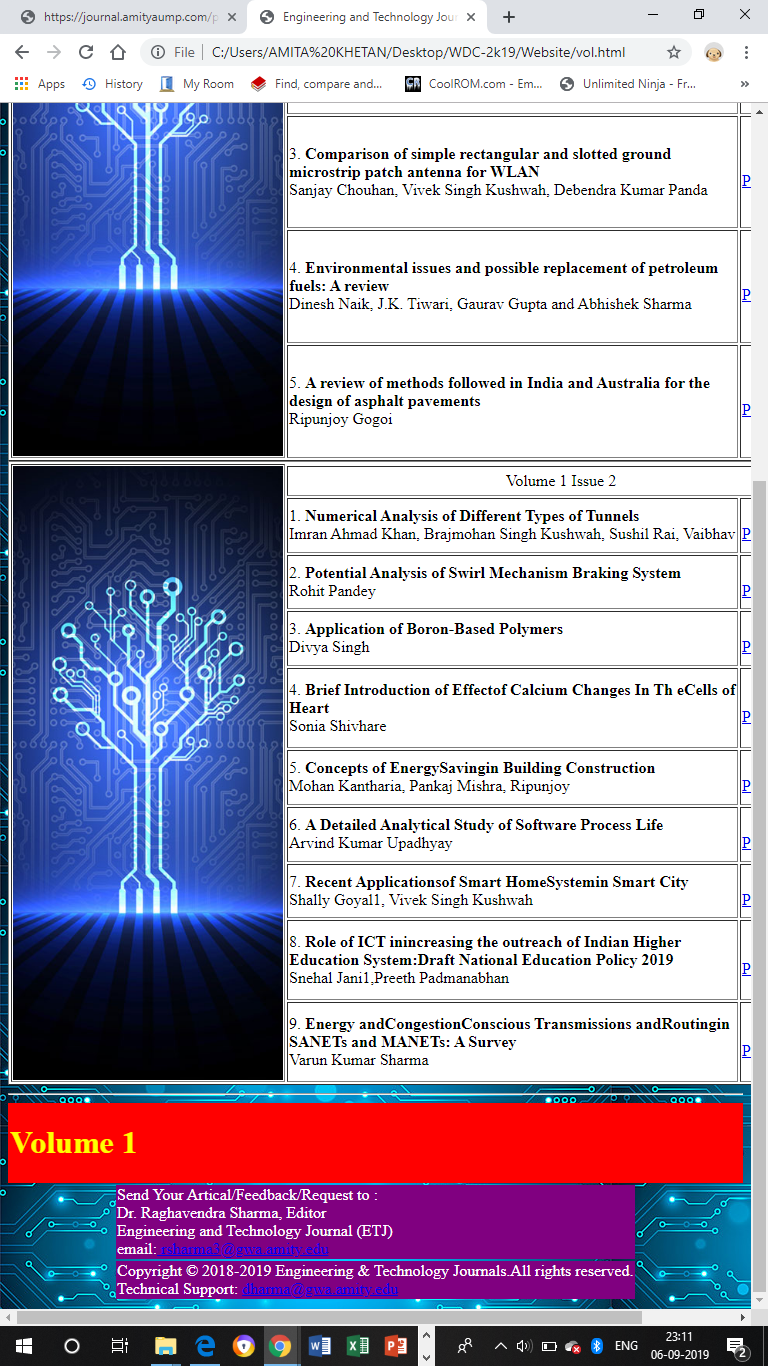 https://journal.amityaump.com/p
Engineering and Technology Jour
File | C:/Users/AMITA%20KHETAN/Desktop/WDC-2k19/Website/vol.html
Apps History My Room Find, compare and... CoolROM.com - Em... Unlimited Ninja - Fr... »
3. Comparison of simple rectangular and slotted ground
microstrip patch antenna for WLAN
Sanjay Chouhan, Vivek Singh Kushwah, Debendra Kumar Panda
P
4. Environmental issues and possible replacement of petroleum
fuels: A review
Dinesh Naik, J.K. Tiwari, Gaurav Gupta and Abhishek Sharma
P
5. A review of methods followed in India and Australia for the
design of asphalt pavements
Ripunjoy Gogoi
P
Volume 1 Issue 2
1. Numerical Analysis of Different Types of Tunnels
Imran Ahmad Khan, Brajmohan Singh Kushwah, Sushil Rai, Vaibhav
P
2. Potential Analysis of Swirl Mechanism Braking System
Rohit Pandey
P
3. Application of Boron-Based Polymers
Divya Singh
P
4. Brief Introduction of Effectof Calcium Changes In Th eCells of
Heart
Sonia Shivhare
P
5. Concepts of EnergySavingin Building Construction
Mohan Kantharia, Pankaj Mishra, Ripunjoy
P
6. A Detailed Analytical Study of Software Process Life
Arvind Kumar Upadhyay
P
7. Recent Applicationsof Smart HomeSystemin Smart City
Shally Goyal1, Vivek Singh Kushwah
P
8. Role of ICT inincreasing the outreach of Indian Higher
Education System:Draft National Education Policy 2019
Snehal Jani1,Preeth Padmanabhan
P
9. Energy andCongestionConscious Transmissions andRoutingin
SANETs and MANETs: A Survey
Varun Kumar Sharma
P
Volume 1
Send Your Artical/Feedback/Request to :
Dr. Raghavendra Sharma, Editor
Engineering and Technology Journal (ETJ)
email: rsharma3@gwa.amity.edu
Copyright © 2018-2019 Engineering & Technology Journals.All rights reserved.
Technical Support: dharma@gwa.amity.edu
ENG
23:11
06-09-2019
2